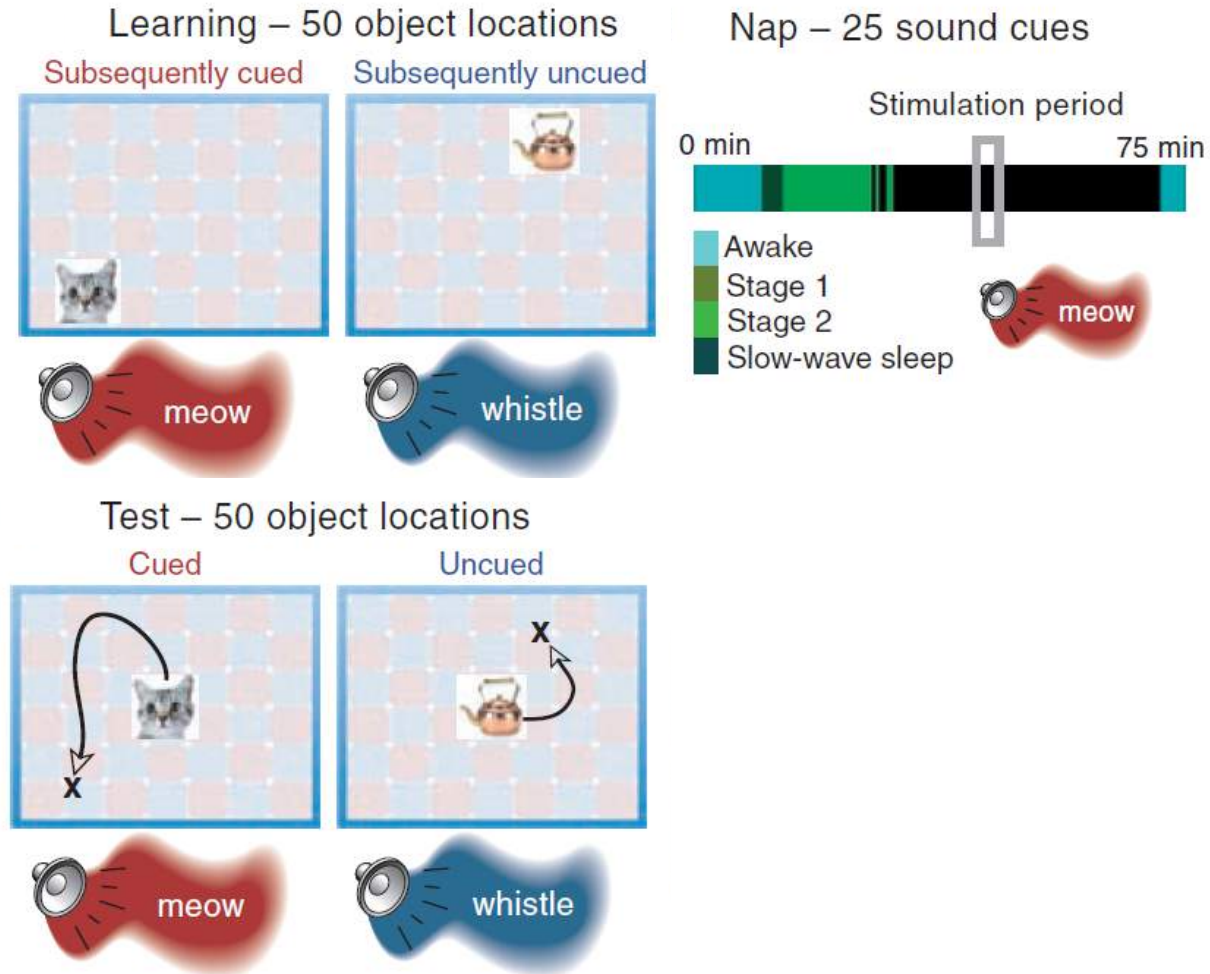 Learning – 50 object locations
Subsequently cued
Subsequently uncued
meow
whistle
Nap – 25 sound cues
Stimulation period
0 min
75 min
Awake
Stage 1
Stage 2
Slow-wave sleep
meow
Test – 50 object locations
Cued
Uncued
X
X
meow
whistle